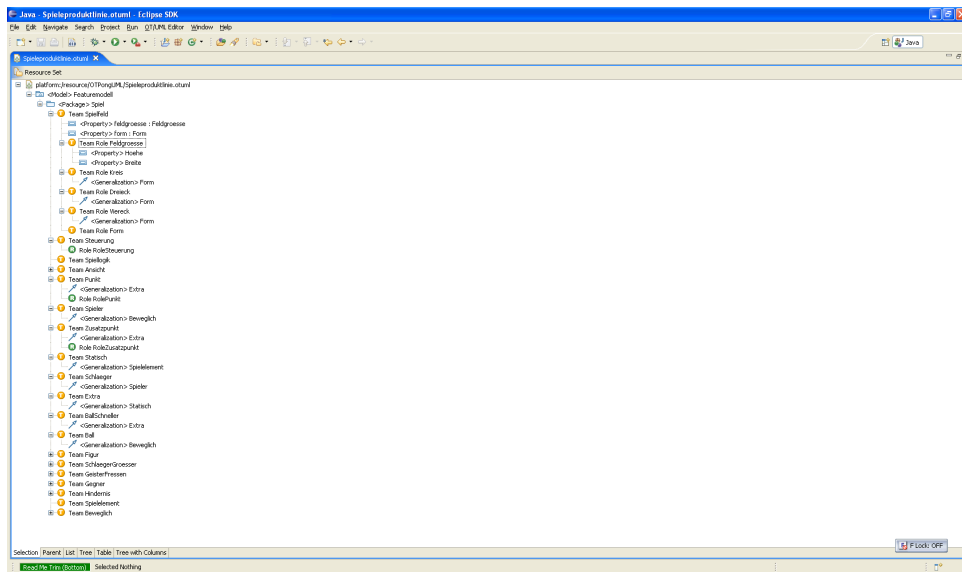 Java - Spieleproduktlinie.otuml - Eclipse SDK
File Edit Navigate Search Project Run OT/UML Editor Window Help
Java
Spieleproduktlinie.otuml
Resource Set
platform:/resource/OTPongUML/Spieleproduktlinie.otuml
<Model> Featuremodell
<Package> Spiel
Team Spielfeld
<Property> feldgroesse : Feldgroesse
<Property> form : Form
Team Role Feldgroesse
<Property> Hoehe
<Property> Breite
Team Role Kreis
<Generalization> Form
Team Role Dreieck
<Generalization> Form
Team Role Viereck
<Generalization> Form
Team Role Form
Team Steuerung
Role RoleSteuerung
Team Spiellogik
Team Ansicht
Team Punkt
<Generalization> Extra
Role RolePunkt
Team Spieler
<Generalization> Beweglich
Team Zusatzpunkt
<Generalization> Extra
Role RoleZusatzpunkt
Team Statisch
<Generalization> Spielelement
Team Schlaeger
<Generalization> Spieler
Team Extra
<Generalization> Statisch
Team BallSchneller
<Generalization> Extra
Team Ball
<Generalization> Beweglich
Team Figur
Team SchlaegerGroesser
Team GeisterFressen
Team Gegner
Team Hindernis
Team Spielelement
Team Beweglich
F Lock: OFF
Selection Parent List Tree Table Tree with Columns
Read Me Trim (Bottom) Selected Nothing